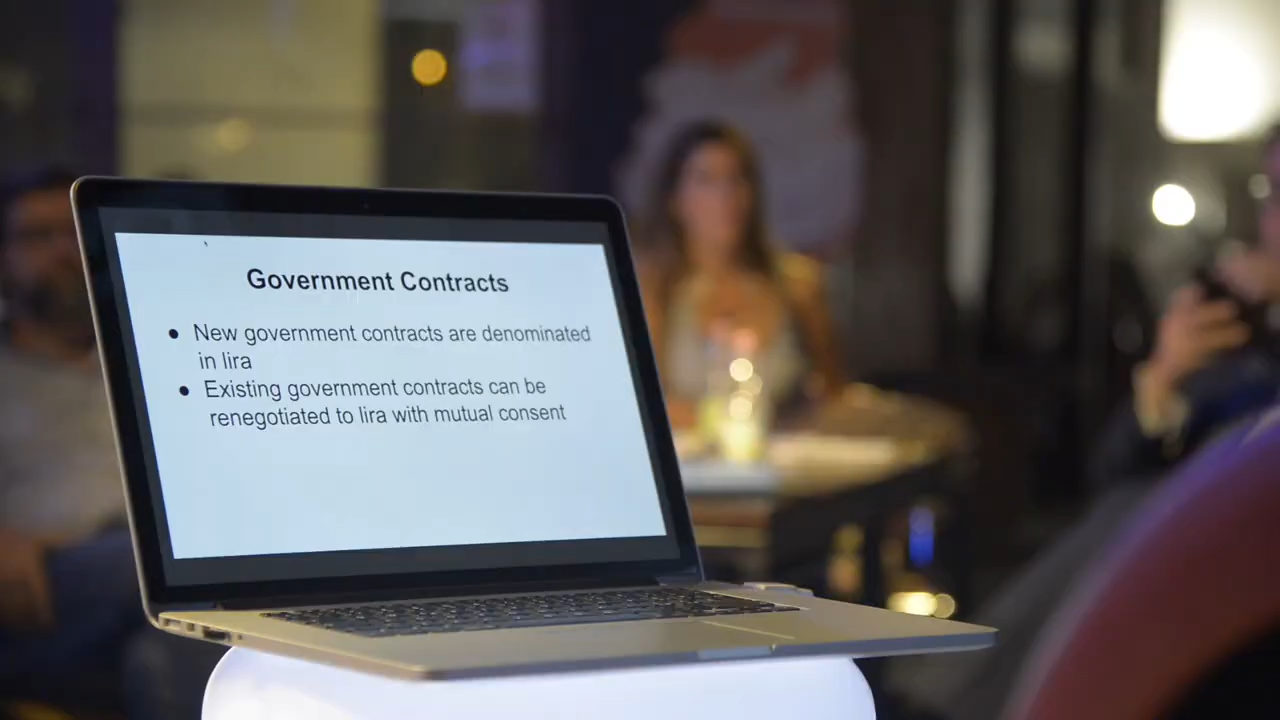 Government Contracts
● New government contracts are denominated
in lira
● Existing government contracts can be
renegotiated to lira with mutual consent